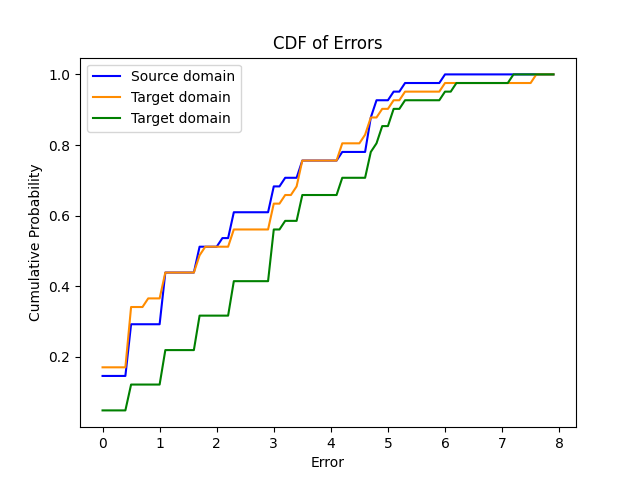 CDF of Errors
Source domain
Target domain
Target domain
Cumulative Probability
1.0
0.8
0.6
0.4
0.2
0 1 2 3 4 5 6 7 8
Error